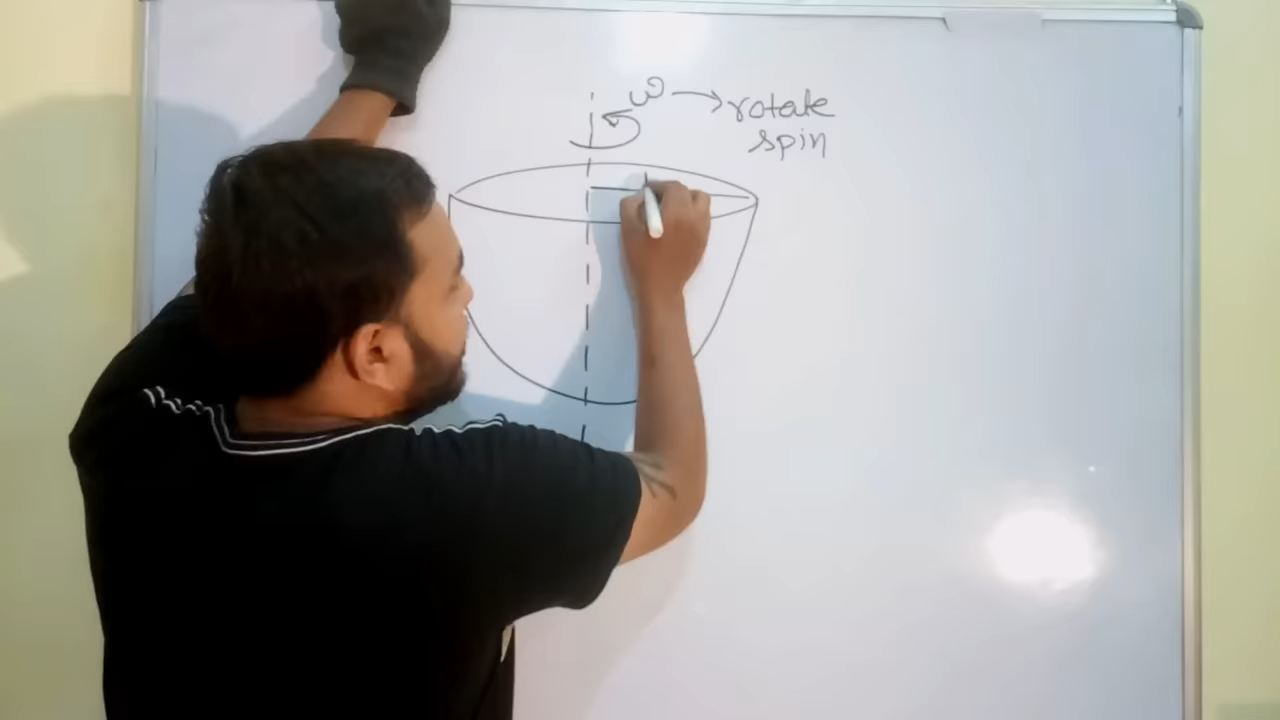 ω → rotate
spin